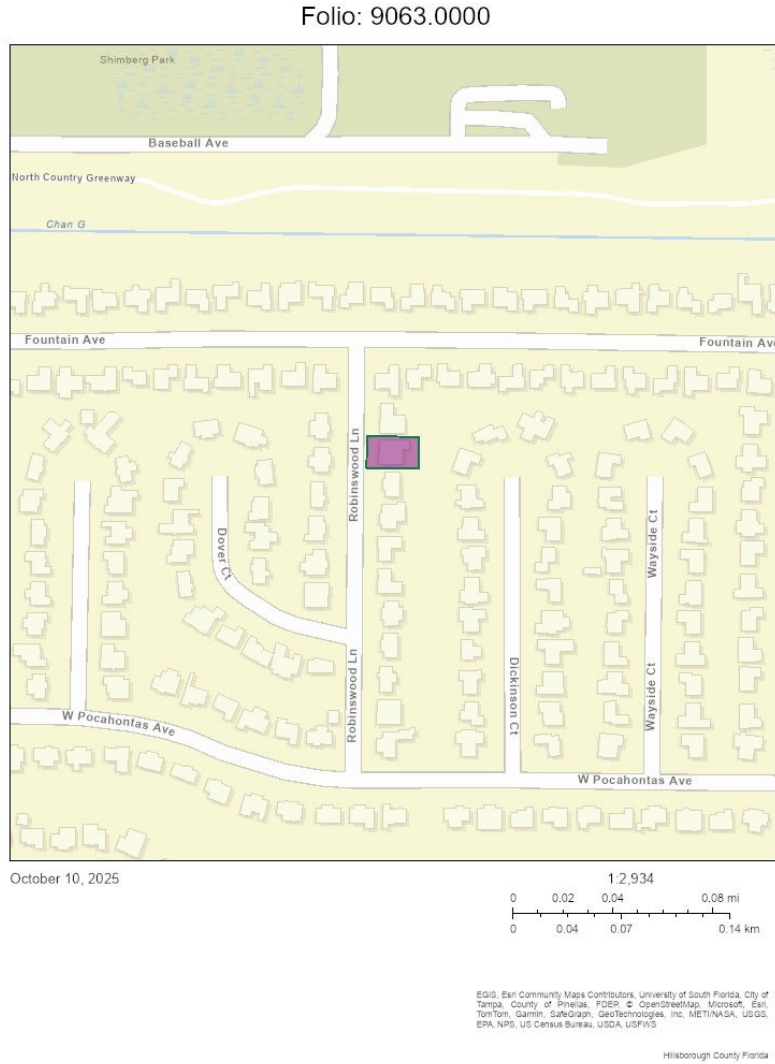 Folio: 9063.0000
Shimberg Park
Baseball Ave
North Country Greenway
Chan G
Fountain Ave
Fountain Ave
Robinswood Ln
Wayside Ct
Dover Ct
Robinswood Ln
Dickinson Ct
Wayside Ct
W Pocahontas Ave
W Pocahontas Ave
October 10, 2025
1:2,934
0 0.02 0.04 0.08 mi
0 0.04 0.07 0.14 km
EGIS, Esri Community Maps Contributors, University of South Florida, City of
Tampa, County of Pinellas, FDEP, © OpenStreetMap, Microsoft, Esri,
TomTom, Garmin, SafeGraph, GeoTechnologies, Inc, METI/NASA, USGS,
EPA, NPS, US Census Bureau, USDA, USFWS
Hillsborough County Florida